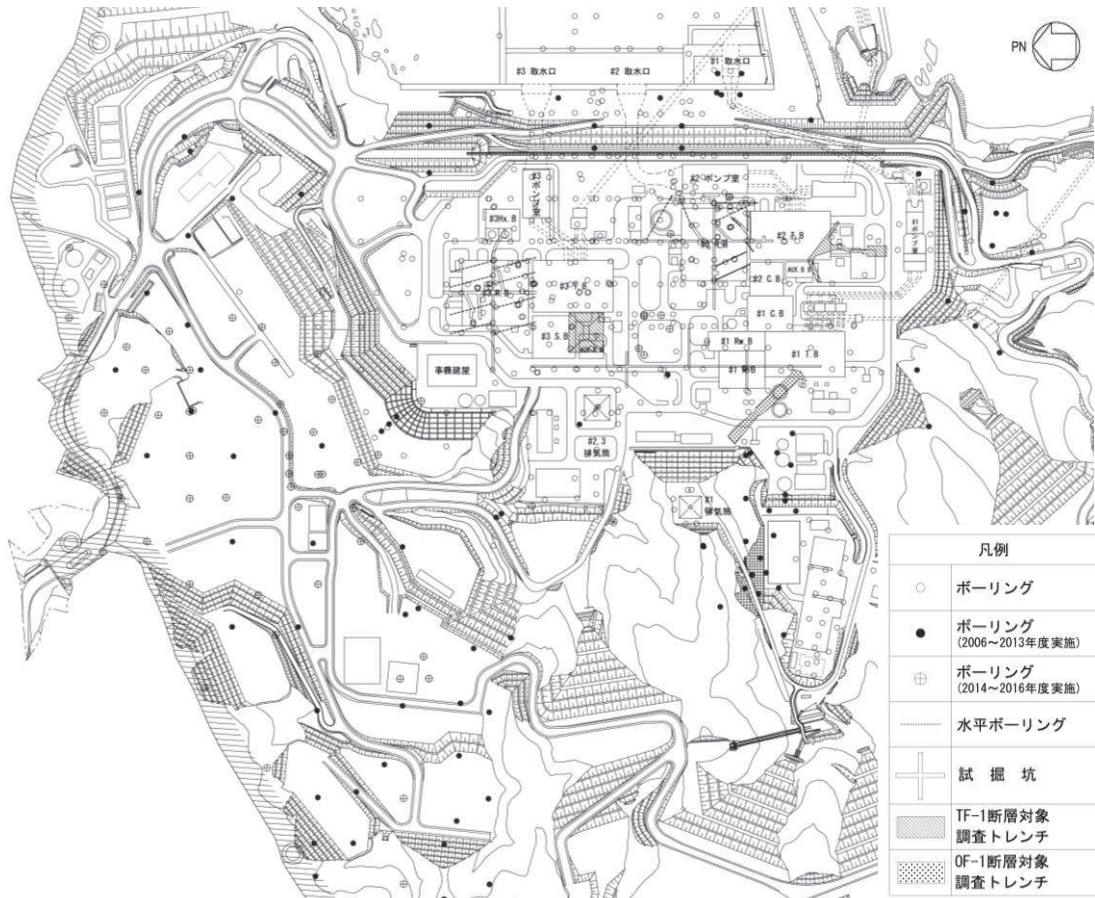 PN
#3 取水口
#2 取水口
#1 取水口
#3 ポンプ室
#2 ポンプ室
#1 ポンプ室
#3Hx.B
#2 T.B
#3 R.B
#3 T.B
#2 C.B
AUX.B
#1 C.B
#3 S.B
#1 Rw.B
#1 T.B
事務建屋
#2,3
排気筒
#1
排気筒
凡例
ボーリング
ボーリング
(2006~2013年度実施)
ボーリング
(2014~2016年度実施)
水平ボーリング
試 掘 坑
TF-1断層対象
調査トレンチ
OF-1断層対象
調査トレンチ